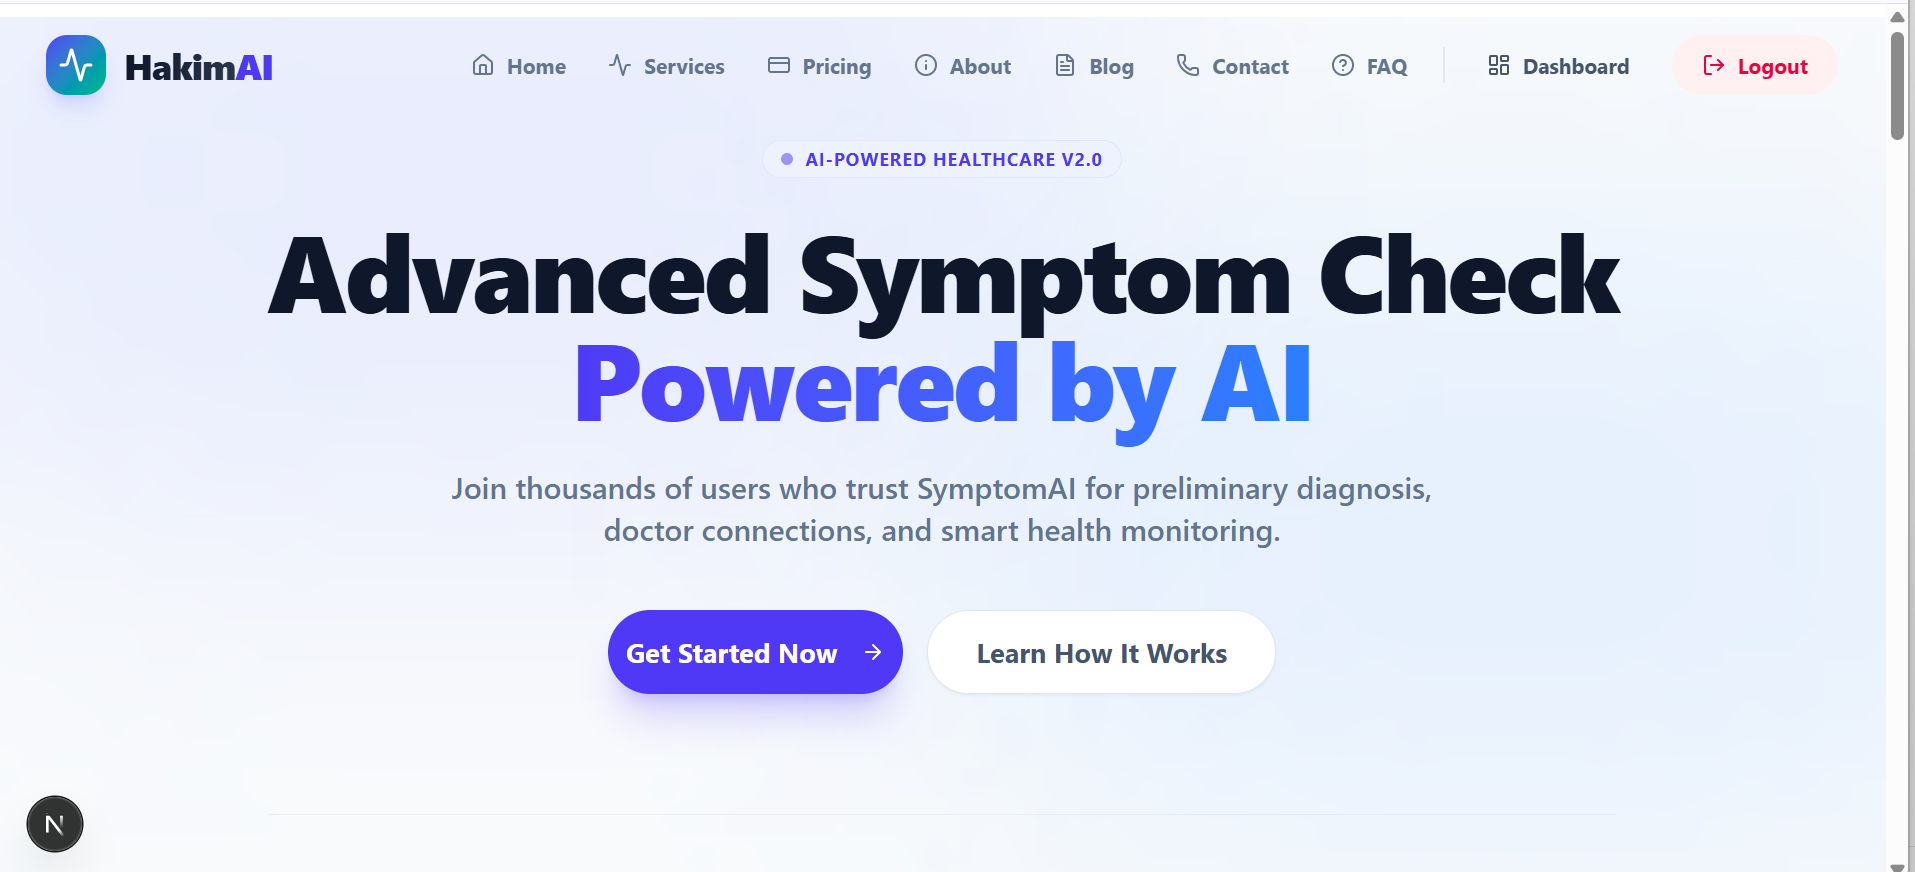 HakimAI
Home Services Pricing About Blog Contact FAQ Dashboard Logout
AI-POWERED HEALTHCARE V2.0
Advanced Symptom Check
Powered by AI
Join thousands of users who trust SymptomAI for preliminary diagnosis,
doctor connections, and smart health monitoring.
Get Started Now
Learn How It Works
N